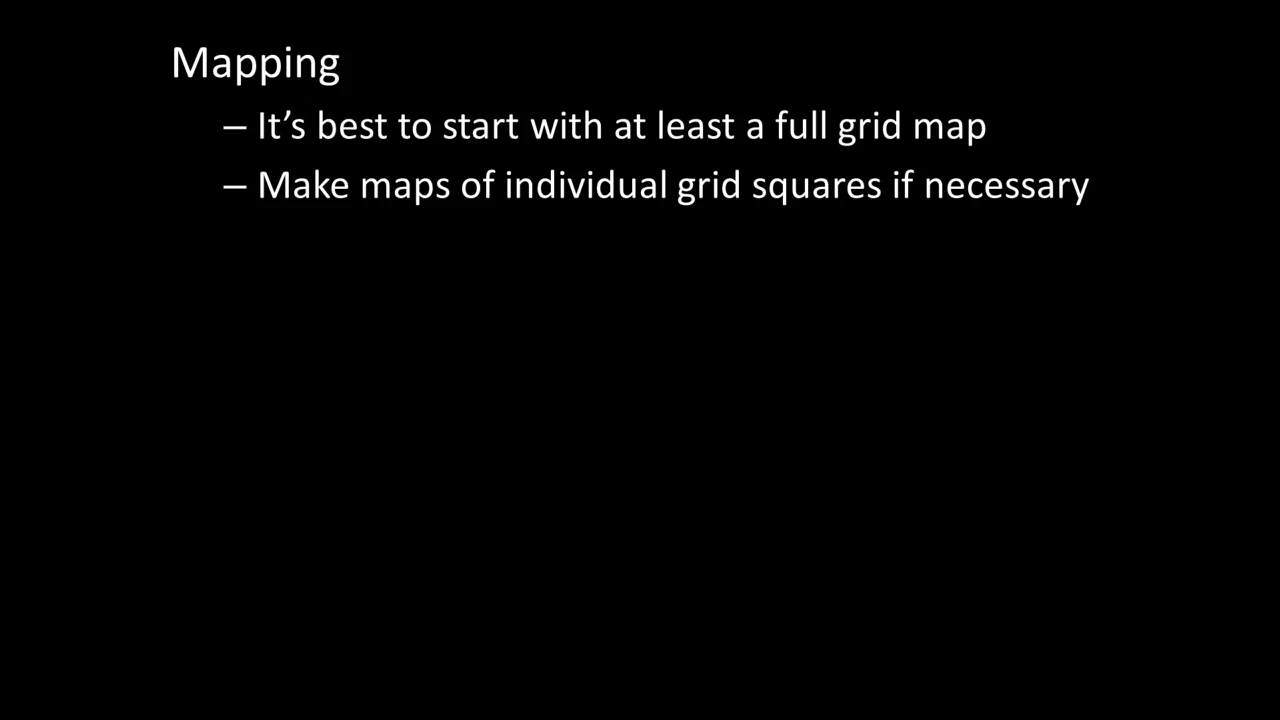 Mapping
– It’s best to start with at least a full grid map
– Make maps of individual grid squares if necessary